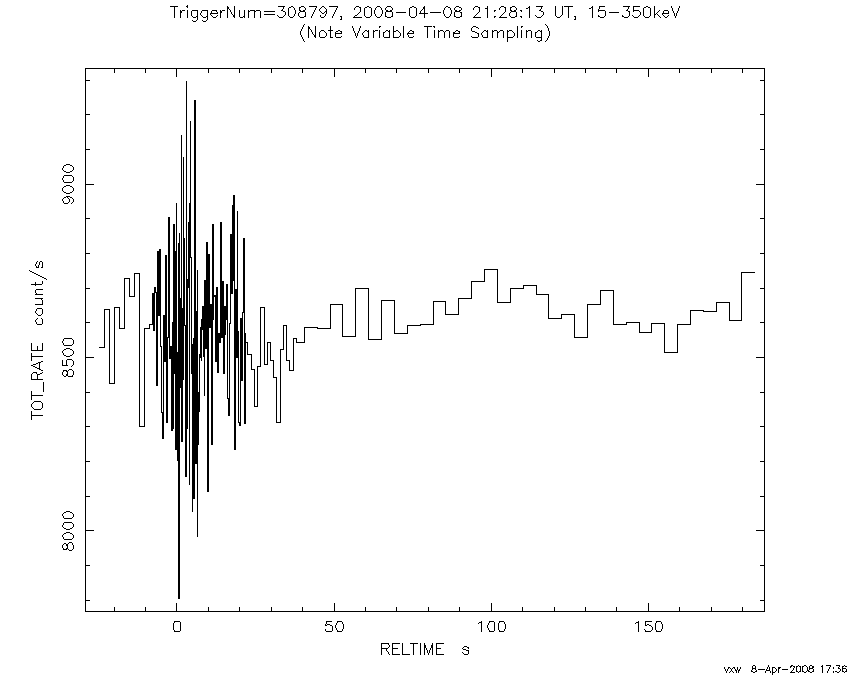 TriggerNum=308797, 2008-04-08 21:28:13 UT, 15-350keV
(Note Variable Time Sampling)
9000
8500
8000
TOT_RATE count/s
0 50 100 150
RELTIME s
vxw 8-Apr-2008 17:36